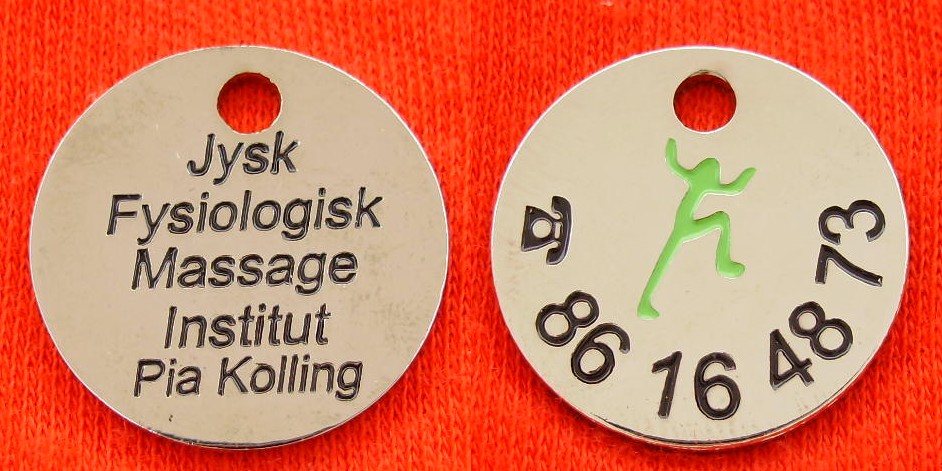 Jysk
Fysiologisk
Massage
Institut
Pia Kolling
86 16 48 73